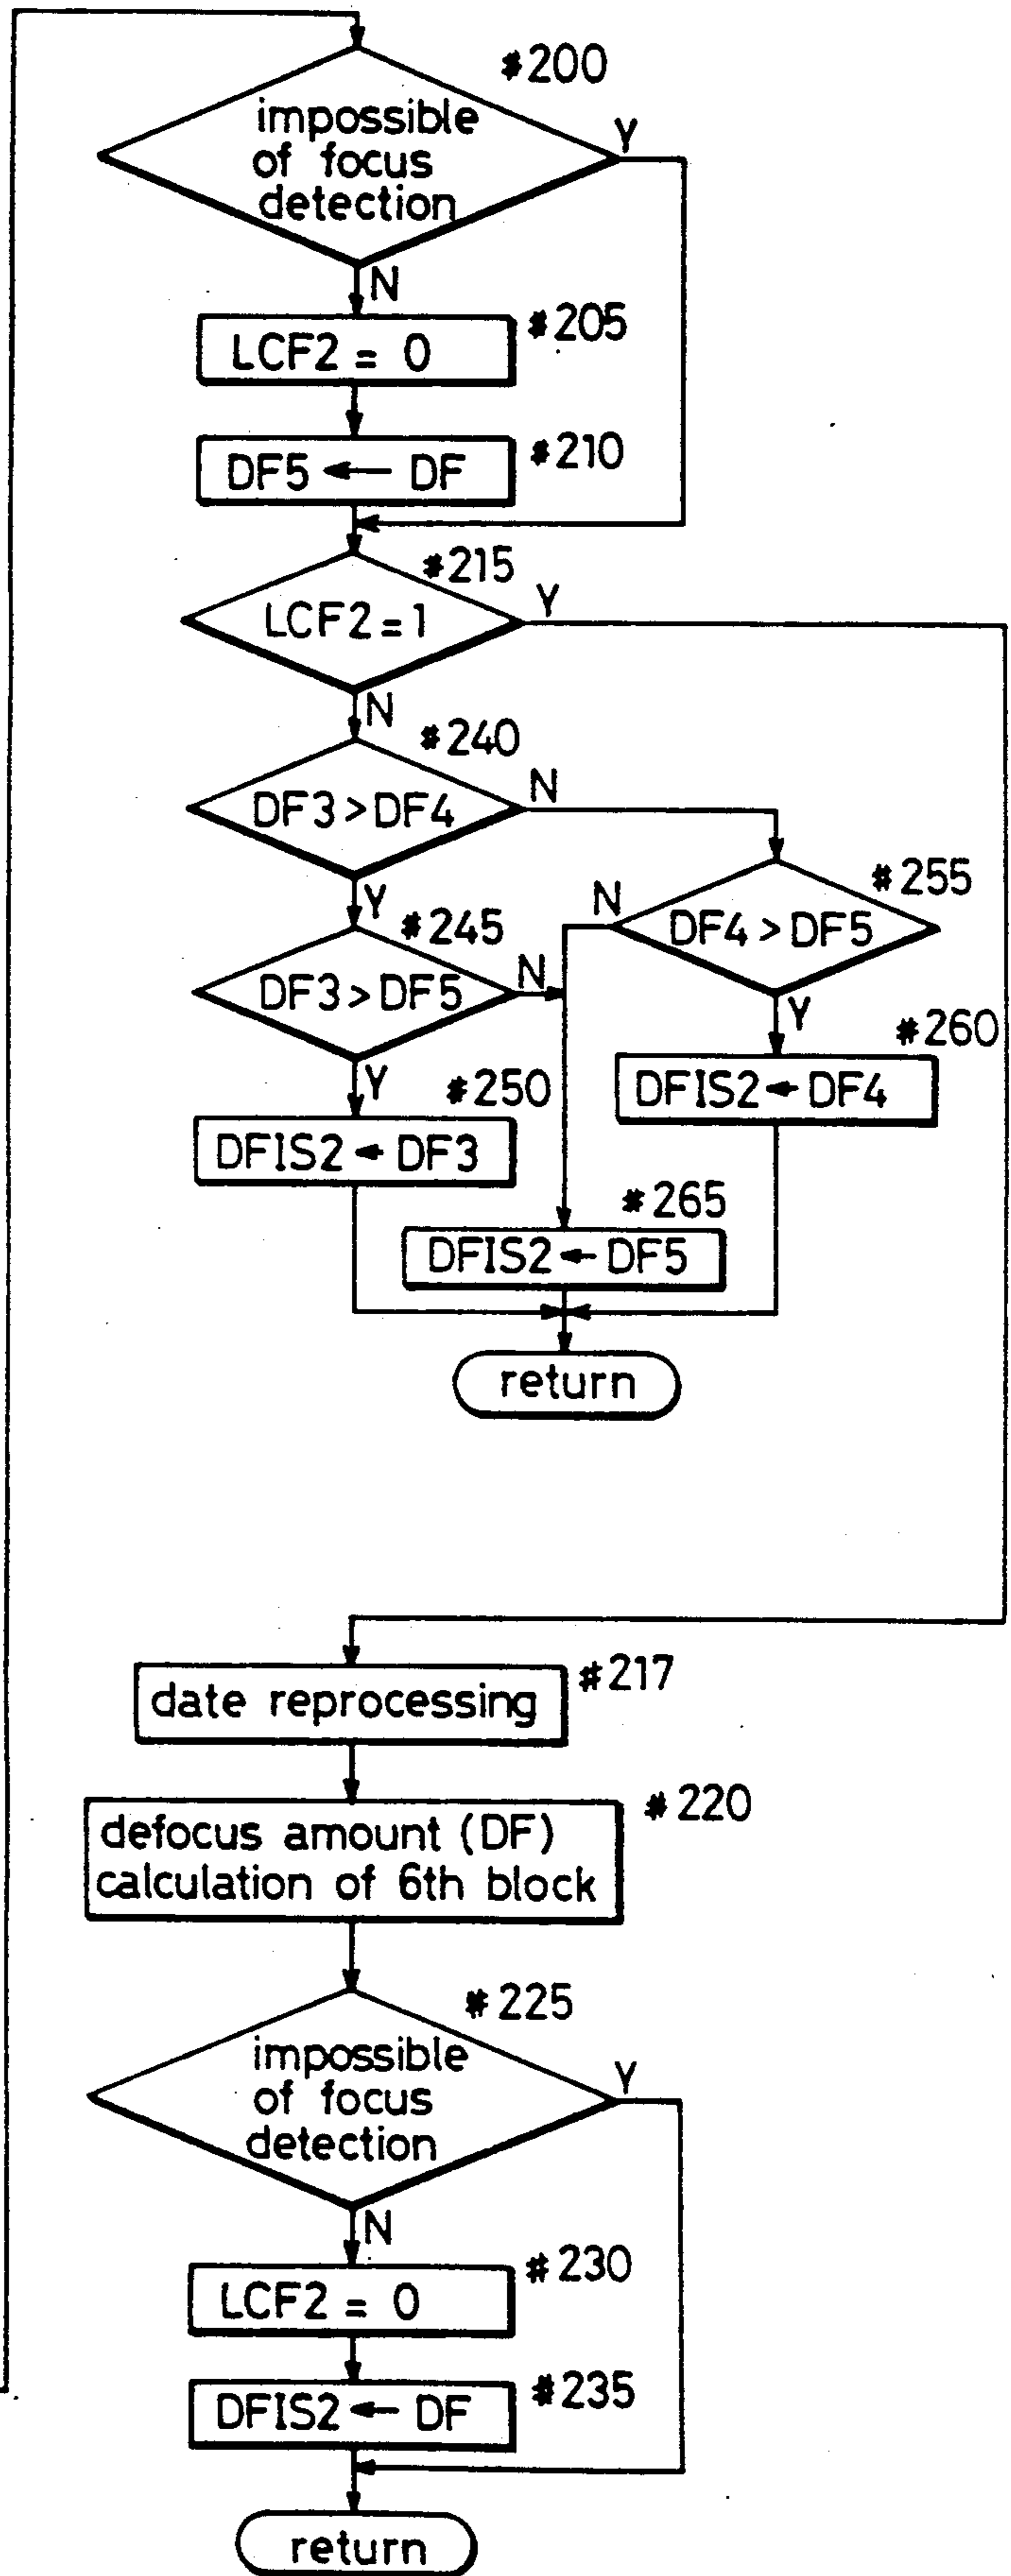 #200
impossible
of focus
detection
Y
N
#205
LCF2 = 0
#210
DF5 ← DF
#215
LCF2=1
Y
N
#240
DF3>DF4
N
Y
#255
DF4>DF5
N
Y
#245
DF3>DF5
N
Y
#260
DFIS2←DF4
#250
DFIS2←DF3
#265
DFIS2←DF5
return
#217
date reprocessing
#220
defocus amount (DF)
calculation of 6th block
#225
impossible
of focus
detection
Y
N
#230
LCF2 = 0
#235
DFIS2←DF
return